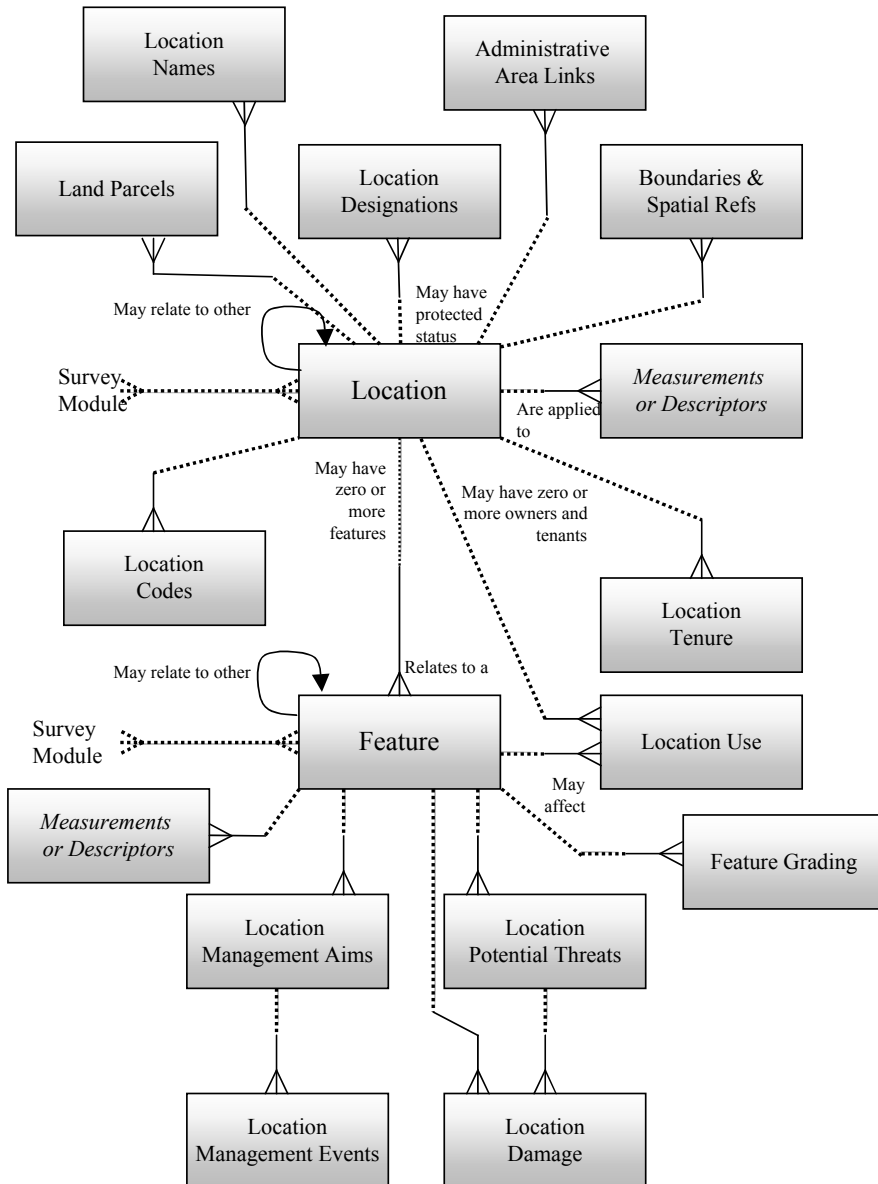 Location
Names
Administrative
Area Links
Land Parcels
Location
Designations
Boundaries &
Spatial Refs
May relate to other
May have
protected
status
Survey
Module
Location
Are applied
to
Measurements
or Descriptors
May have
zero or
more
features
May have zero or
more owners and
tenants
Location
Codes
Location
Tenure
May relate to other
Relates to a
Survey
Module
Feature
Location Use
May
affect
Measurements
or Descriptors
Feature Grading
Location
Management Aims
Location
Potential Threats
Location
Management Events
Location
Damage